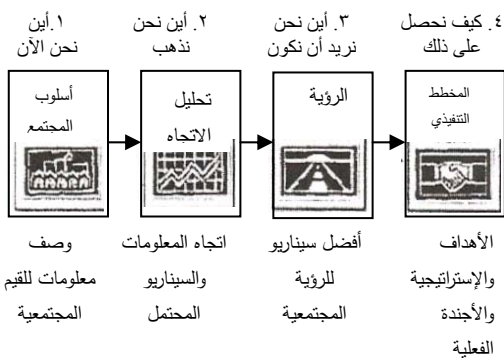 ١.أين
نحن الآن
٢. أين نحن
نذهب
٣. أين نحن
نريد أن نكون
٤. كيف نحصل
على ذلك
أسلوب
المجتمع
تحليل
الاتجاه
الرؤية
المخطط
التنفيذي
وصف
معلومات للقيم
المجتمعية
اتجاه المعلومات
والسيناريو
المحتمل
أفضل سيناريو
للرؤية
المجتمعية
الأهداف
والإستراتيجية
والأجندة
الفعلية